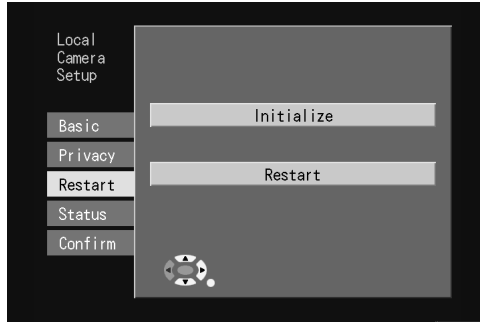 Local
Camera
Setup
Basic
Privacy
Restart
Status
Confirm
Initialize
Restart